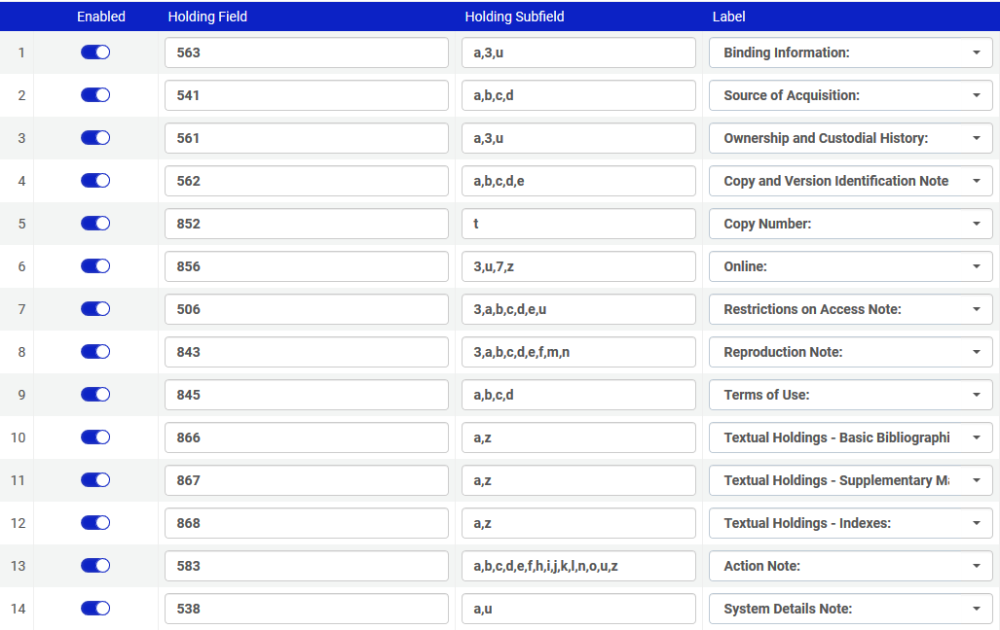 Enabled Holding Field Holding Subfield Label
1 563 a,3,u Binding Information:
2 541 a,b,c,d Source of Acquisition:
3 561 a,3,u Ownership and Custodial History:
4 562 a,b,c,d,e Copy and Version Identification Note
5 852 t Copy Number:
6 856 3,u,7,z Online:
7 506 3,a,b,c,d,e,u Restrictions on Access Note:
8 843 3,a,b,c,d,e,f,m,n Reproduction Note:
9 845 a,b,c,d Terms of Use:
10 866 a,z Textual Holdings - Basic Bibliographi
11 867 a,z Textual Holdings - Supplementary Ma
12 868 a,z Textual Holdings - Indexes:
13 583 a,b,c,d,e,f,h,i,j,k,l,n,o,u,z Action Note:
14 538 a,u System Details Note: